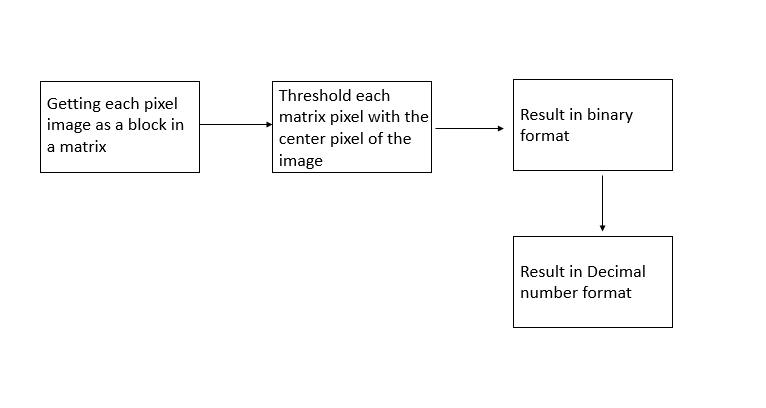 Getting each pixel
image as a block in
a matrix
Threshold each
matrix pixel with the
center pixel of the
image
Result in binary
format
Result in Decimal
number format